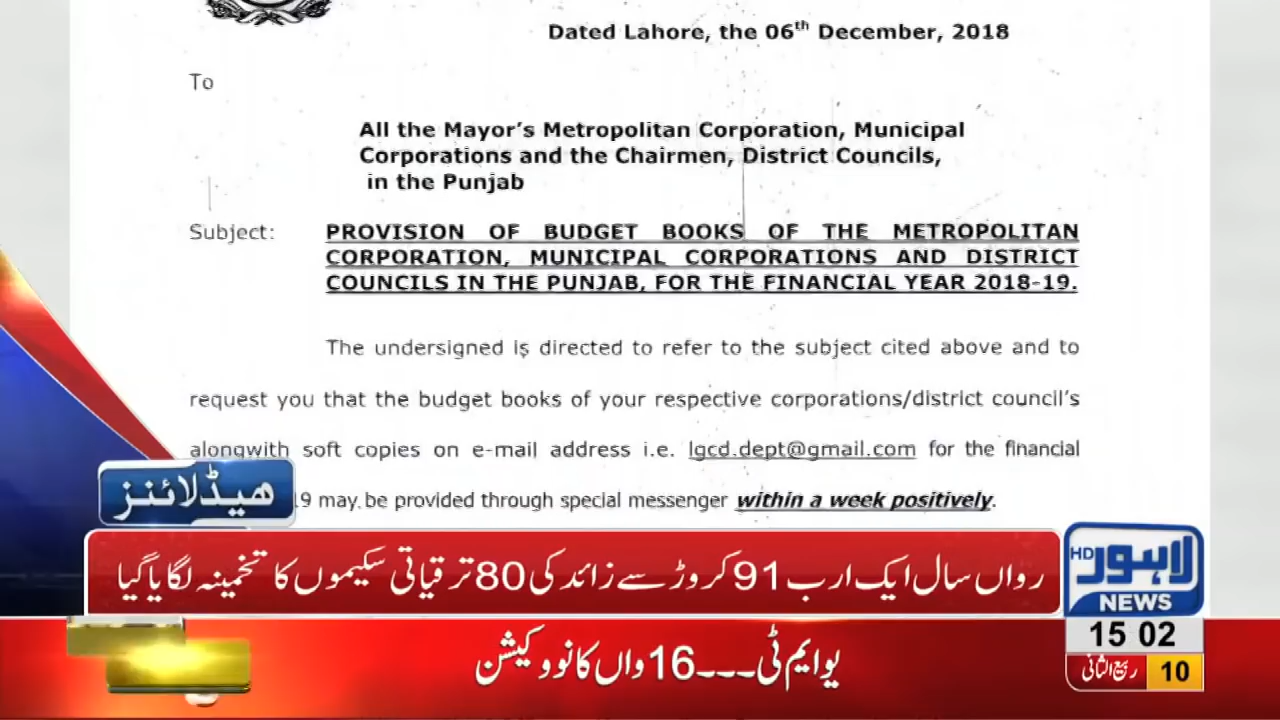 Dated Lahore, the 06th December, 2018
To
All the Mayor's Metropolitan Corporation, Municipal
Corporations and the Chairmen, District Councils,
in the Punjab
Subject: PROVISION OF BUDGET BOOKS OF THE METROPOLITAN
CORPORATION, MUNICIPAL CORPORATIONS AND DISTRICT
COUNCILS IN THE PUNJAB, FOR THE FINANCIAL YEAR 2018-19.
The undersigned is directed to refer to the subject cited above and to
request you that the budget books of your respective corporations/district council's
alongwith soft copies on e-mail address i.e. lgcd.dept@gmail.com for the financial
9 may be provided through special messenger within a week positively.
ھیڈلائنز
رواں سال ایک ارب 91 کروڑ سے زائد کی 80 ترقیاتی سکیموں کا تخمینہ لگایا گیا
لاہور HD
NEWS
یو ایم ٹی ۔۔۔ 16 واں کانووکیشن
15 02
10 ربیع الثانی